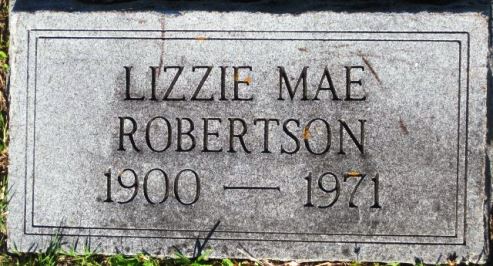 LIZZIE MAE
ROBERTSON
1900 — 1971